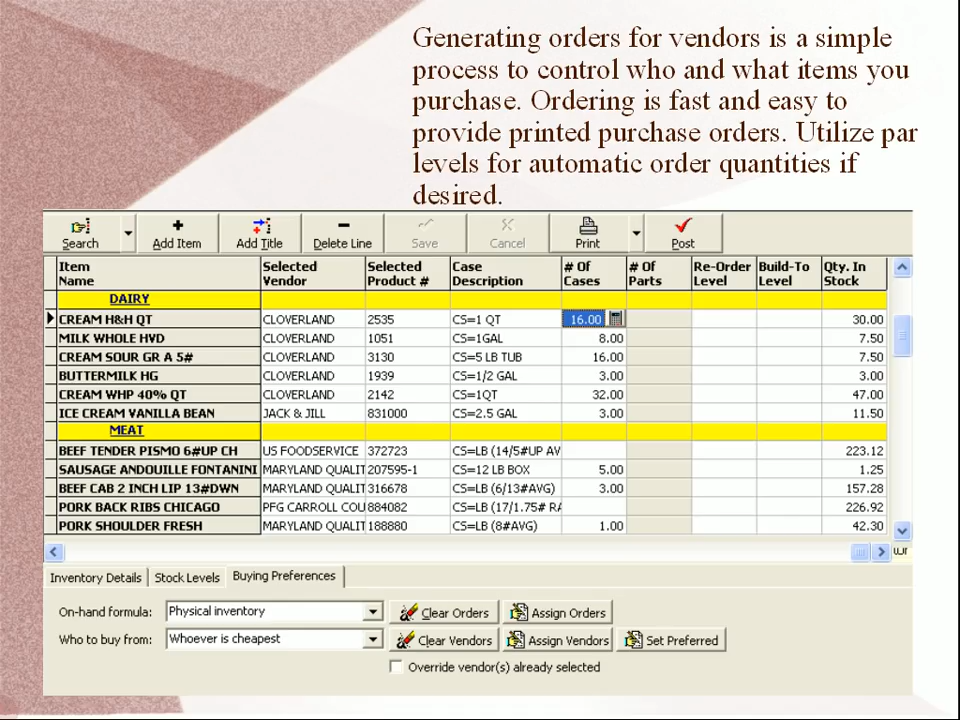 Generating orders for vendors is a simple
process to control who and what items you
purchase. Ordering is fast and easy to
provide printed purchase orders. Utilize par
levels for automatic order quantities if
desired.
Search Add Item Add Title Delete Line Save Cancel Print Post
Item Name Selected Vendor Selected Product # Case Description # Of Cases # Of Parts Re-Order Level Build-To Level Qty. In Stock
DAIRY
CREAM H&H QT CLOVERLAND 2535 CS=1 QT 16.00 30.00
MILK WHOLE HVD CLOVERLAND 1051 CS=1GAL 8.00 7.50
CREAM SOUR GR A 5# CLOVERLAND 3130 CS=5 LB TUB 16.00 7.50
BUTTERMILK HG CLOVERLAND 1939 CS=1/2 GAL 3.00 3.00
CREAM WHP 40% QT CLOVERLAND 2142 CS=1QT 32.00 47.00
ICE CREAM VANILLA BEAN JACK & JILL 831000 CS=2.5 GAL 3.00 11.50
MEAT
BEEF TENDER PISMO 6#UP CH US FOODSERVICE 372723 CS=LB (14/5#UP AV 223.12
SAUSAGE ANDOUILLE FONTANINI MARYLAND QUALIT 207595-1 CS=12 LB BOX 5.00 1.25
BEEF CAB 2 INCH LIP 13#DWN MARYLAND QUALIT 316678 CS=LB (6/13#AVG) 3.00 157.28
PORK BACK RIBS CHICAGO PFG CARROLL COU 884082 CS=LB (17/1.75# RA 226.92
PORK SHOULDER FRESH MARYLAND QUALIT 188880 CS=LB (8#AVG) 1.00 42.30
Inventory Details Stock Levels Buying Preferences
On-hand formula: Physical inventory Clear Orders Assign Orders
Who to buy from: Whoever is cheapest Clear Vendors Assign Vendors Set Preferred
Override vendor(s) already selected